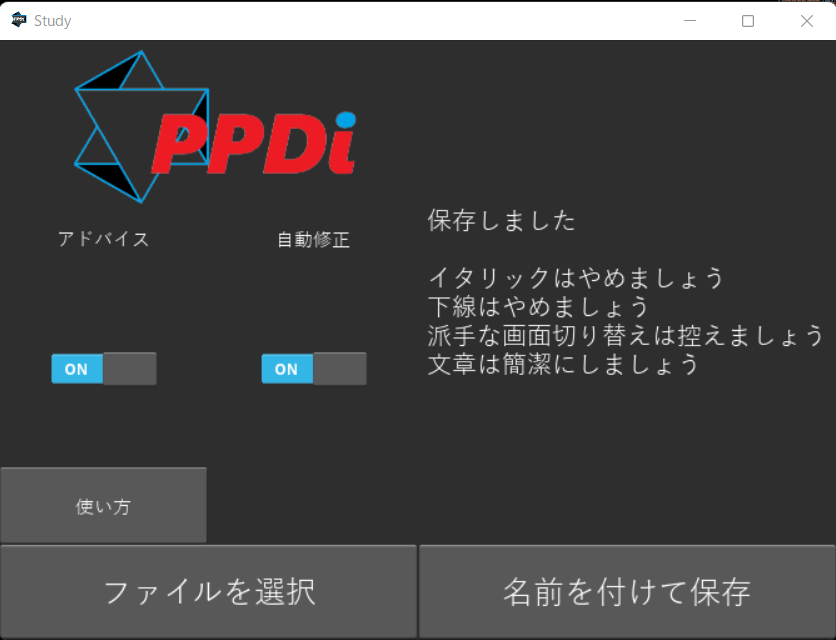 Study
PPDi
アドバイス
自動修正
保存しました
イタリックはやめましょう
下線はやめましょう
派手な画面切り替えは控えましょう
文章は簡潔にしましょう
ON
ON
使い方
ファイルを選択
名前を付けて保存